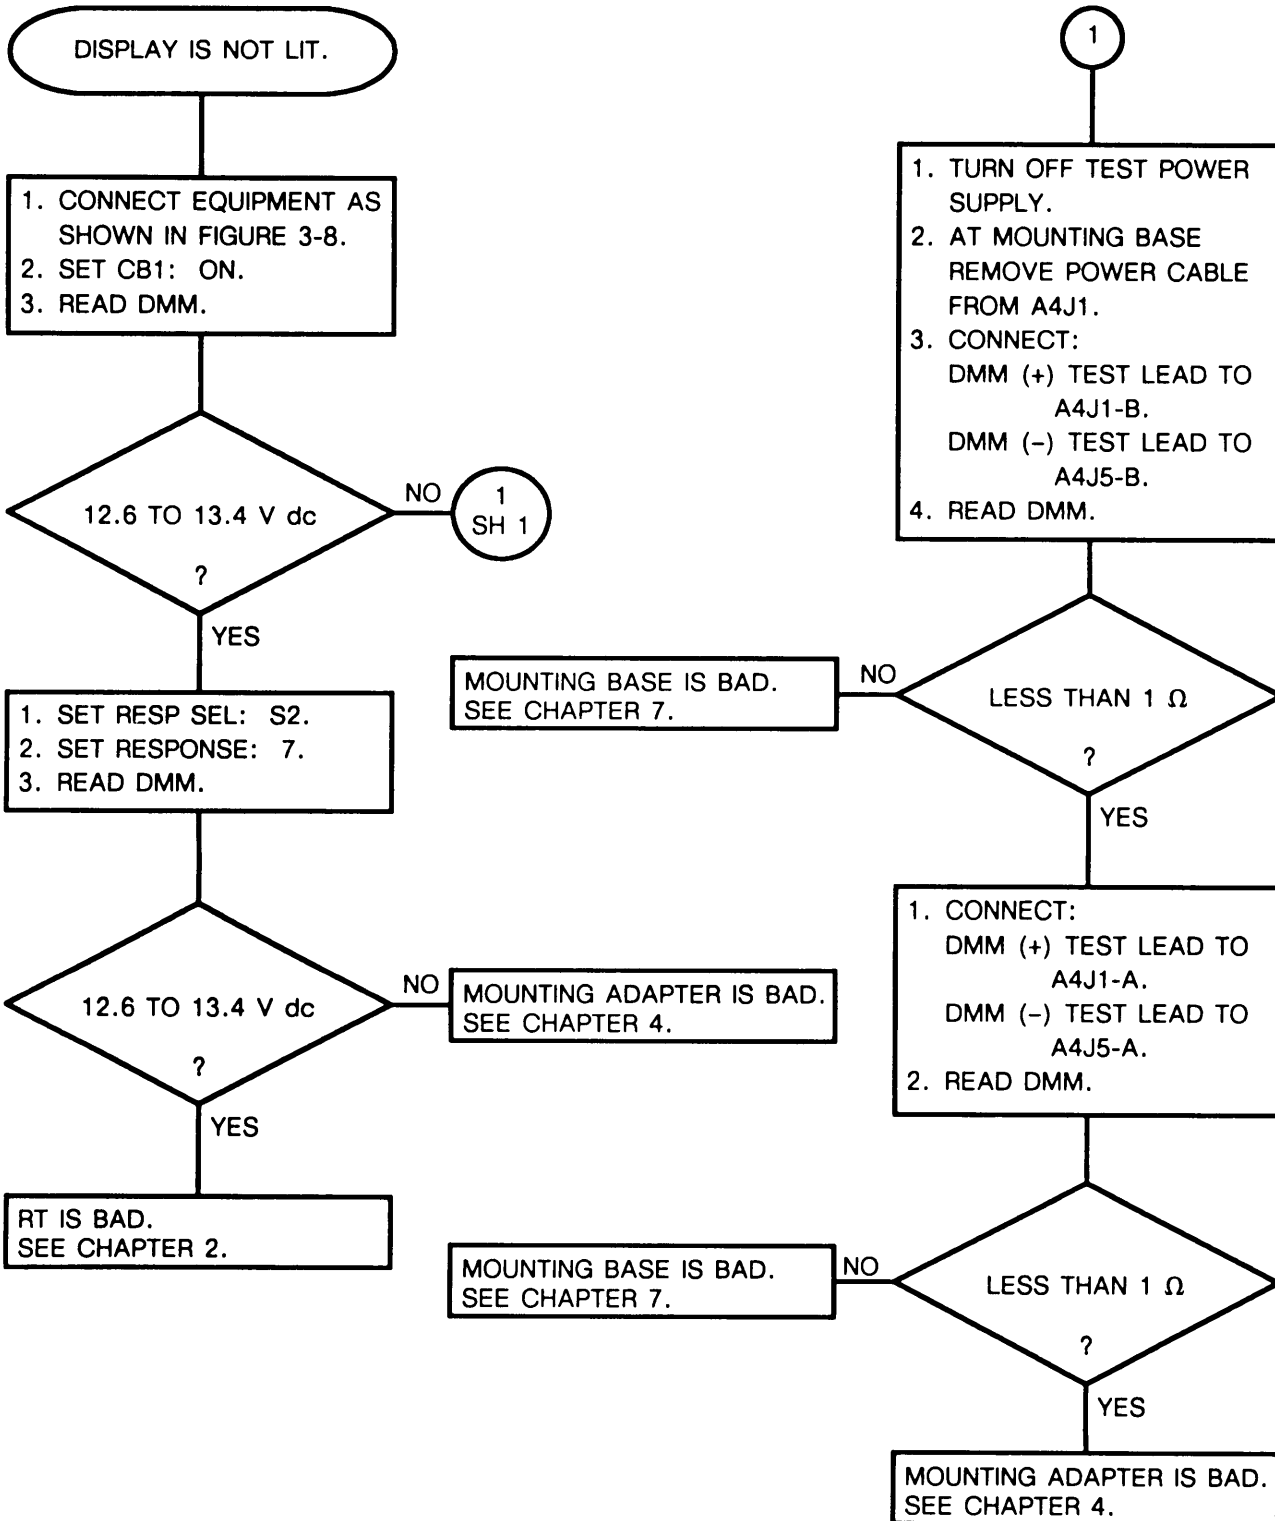 DISPLAY IS NOT LIT.
1. CONNECT EQUIPMENT AS
SHOWN IN FIGURE 3-8.
2. SET CB1: ON.
3. READ DMM.
12.6 TO 13.4 V dc
?
NO
1
SH 1
YES
1. SET RESP SEL: S2.
2. SET RESPONSE: 7.
3. READ DMM.
12.6 TO 13.4 V dc
?
NO
MOUNTING ADAPTER IS BAD.
SEE CHAPTER 4.
YES
RT IS BAD.
SEE CHAPTER 2.
1
1. TURN OFF TEST POWER
SUPPLY.
2. AT MOUNTING BASE
REMOVE POWER CABLE
FROM A4J1.
3. CONNECT:
DMM (+) TEST LEAD TO
A4J1-B.
DMM (−) TEST LEAD TO
A4J5-B.
4. READ DMM.
LESS THAN 1 Ω
?
NO
MOUNTING BASE IS BAD.
SEE CHAPTER 7.
YES
1. CONNECT:
DMM (+) TEST LEAD TO
A4J1-A.
DMM (−) TEST LEAD TO
A4J5-A.
2. READ DMM.
LESS THAN 1 Ω
?
NO
MOUNTING BASE IS BAD.
SEE CHAPTER 7.
YES
MOUNTING ADAPTER IS BAD.
SEE CHAPTER 4.